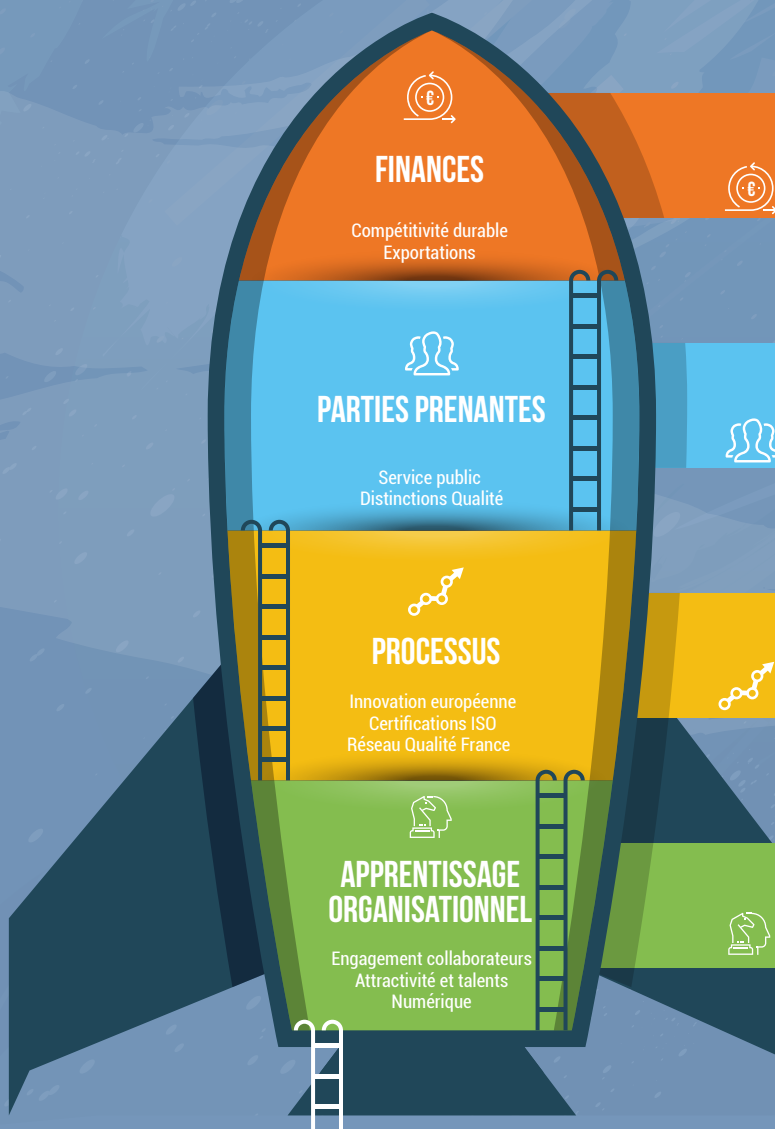 €
FINANCES
€
Compétitivité durable
Exportations
PARTIES PRENANTES
Service public
Distinctions Qualité
PROCESSUS
Innovation européenne
Certifications ISO
Réseau Qualité France
APPRENTISSAGE
ORGANISATIONNEL
Engagement collaborateurs
Attractivité et talents
Numérique